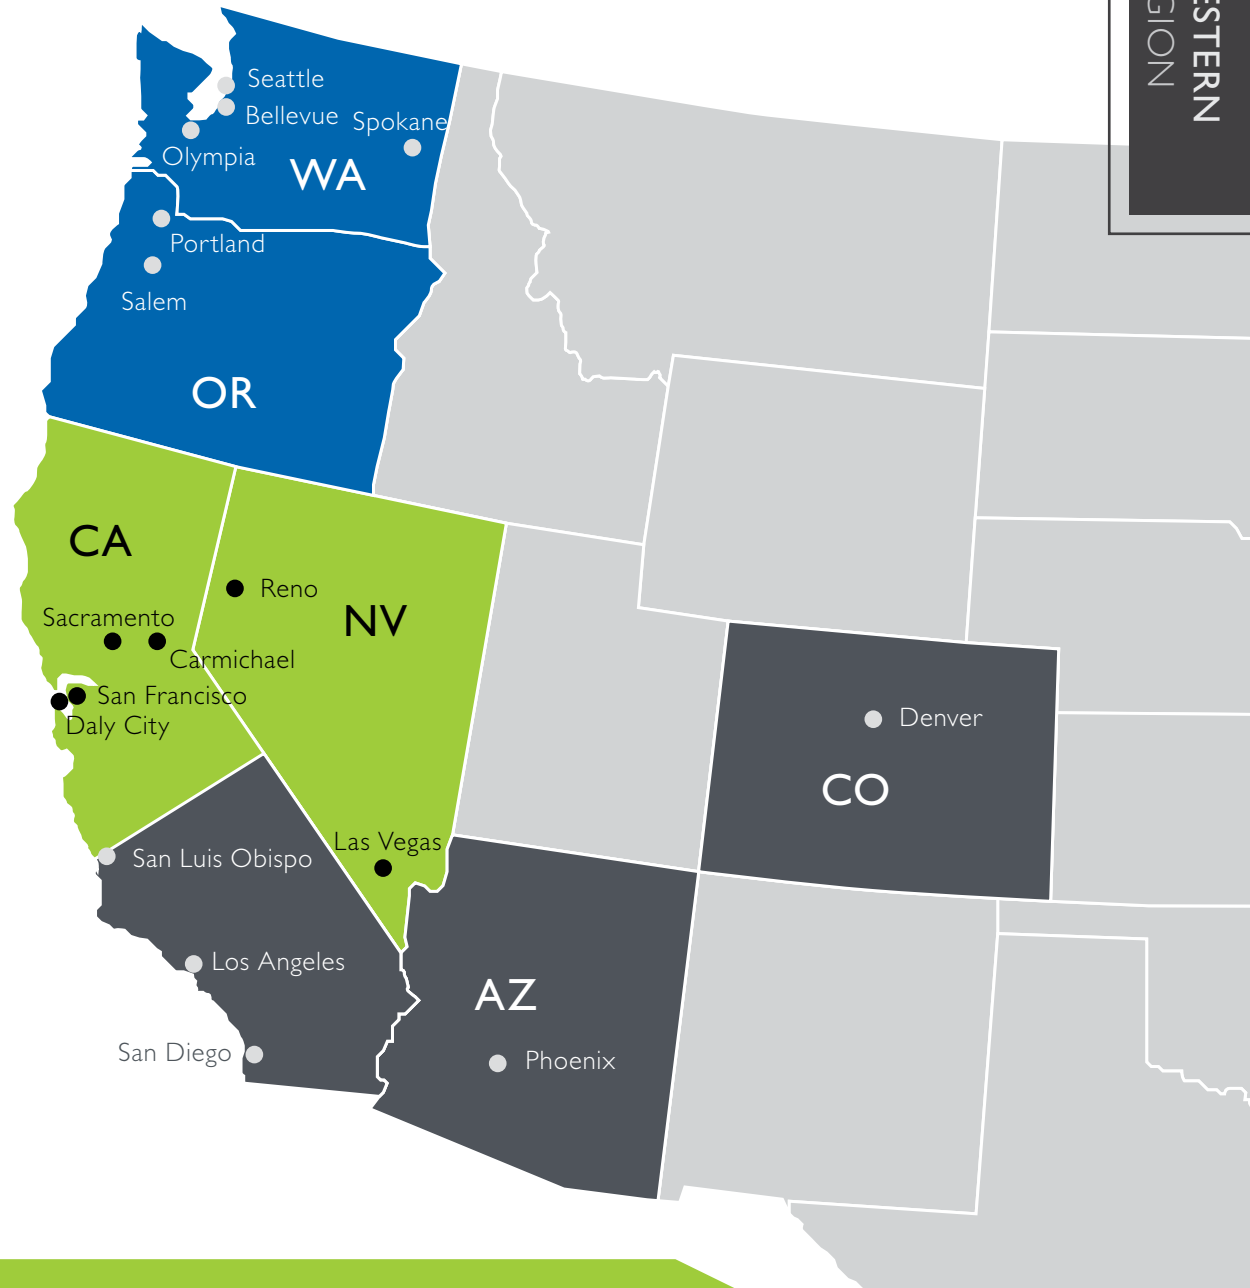 ESTERN
GION
Seattle
Bellevue
Spokane
Olympia
WA
Portland
Salem
OR
CA
Reno
NV
Sacramento
Carmichael
San Francisco
Daly City
Denver
CO
Las Vegas
San Luis Obispo
Los Angeles
AZ
San Diego
Phoenix